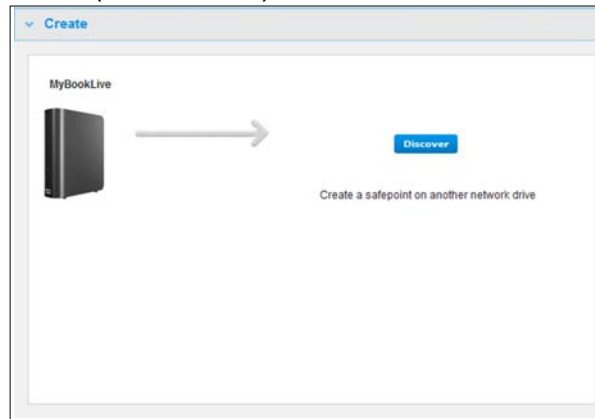 Create
MyBookLive
Discover
Create a safepoint on another network drive